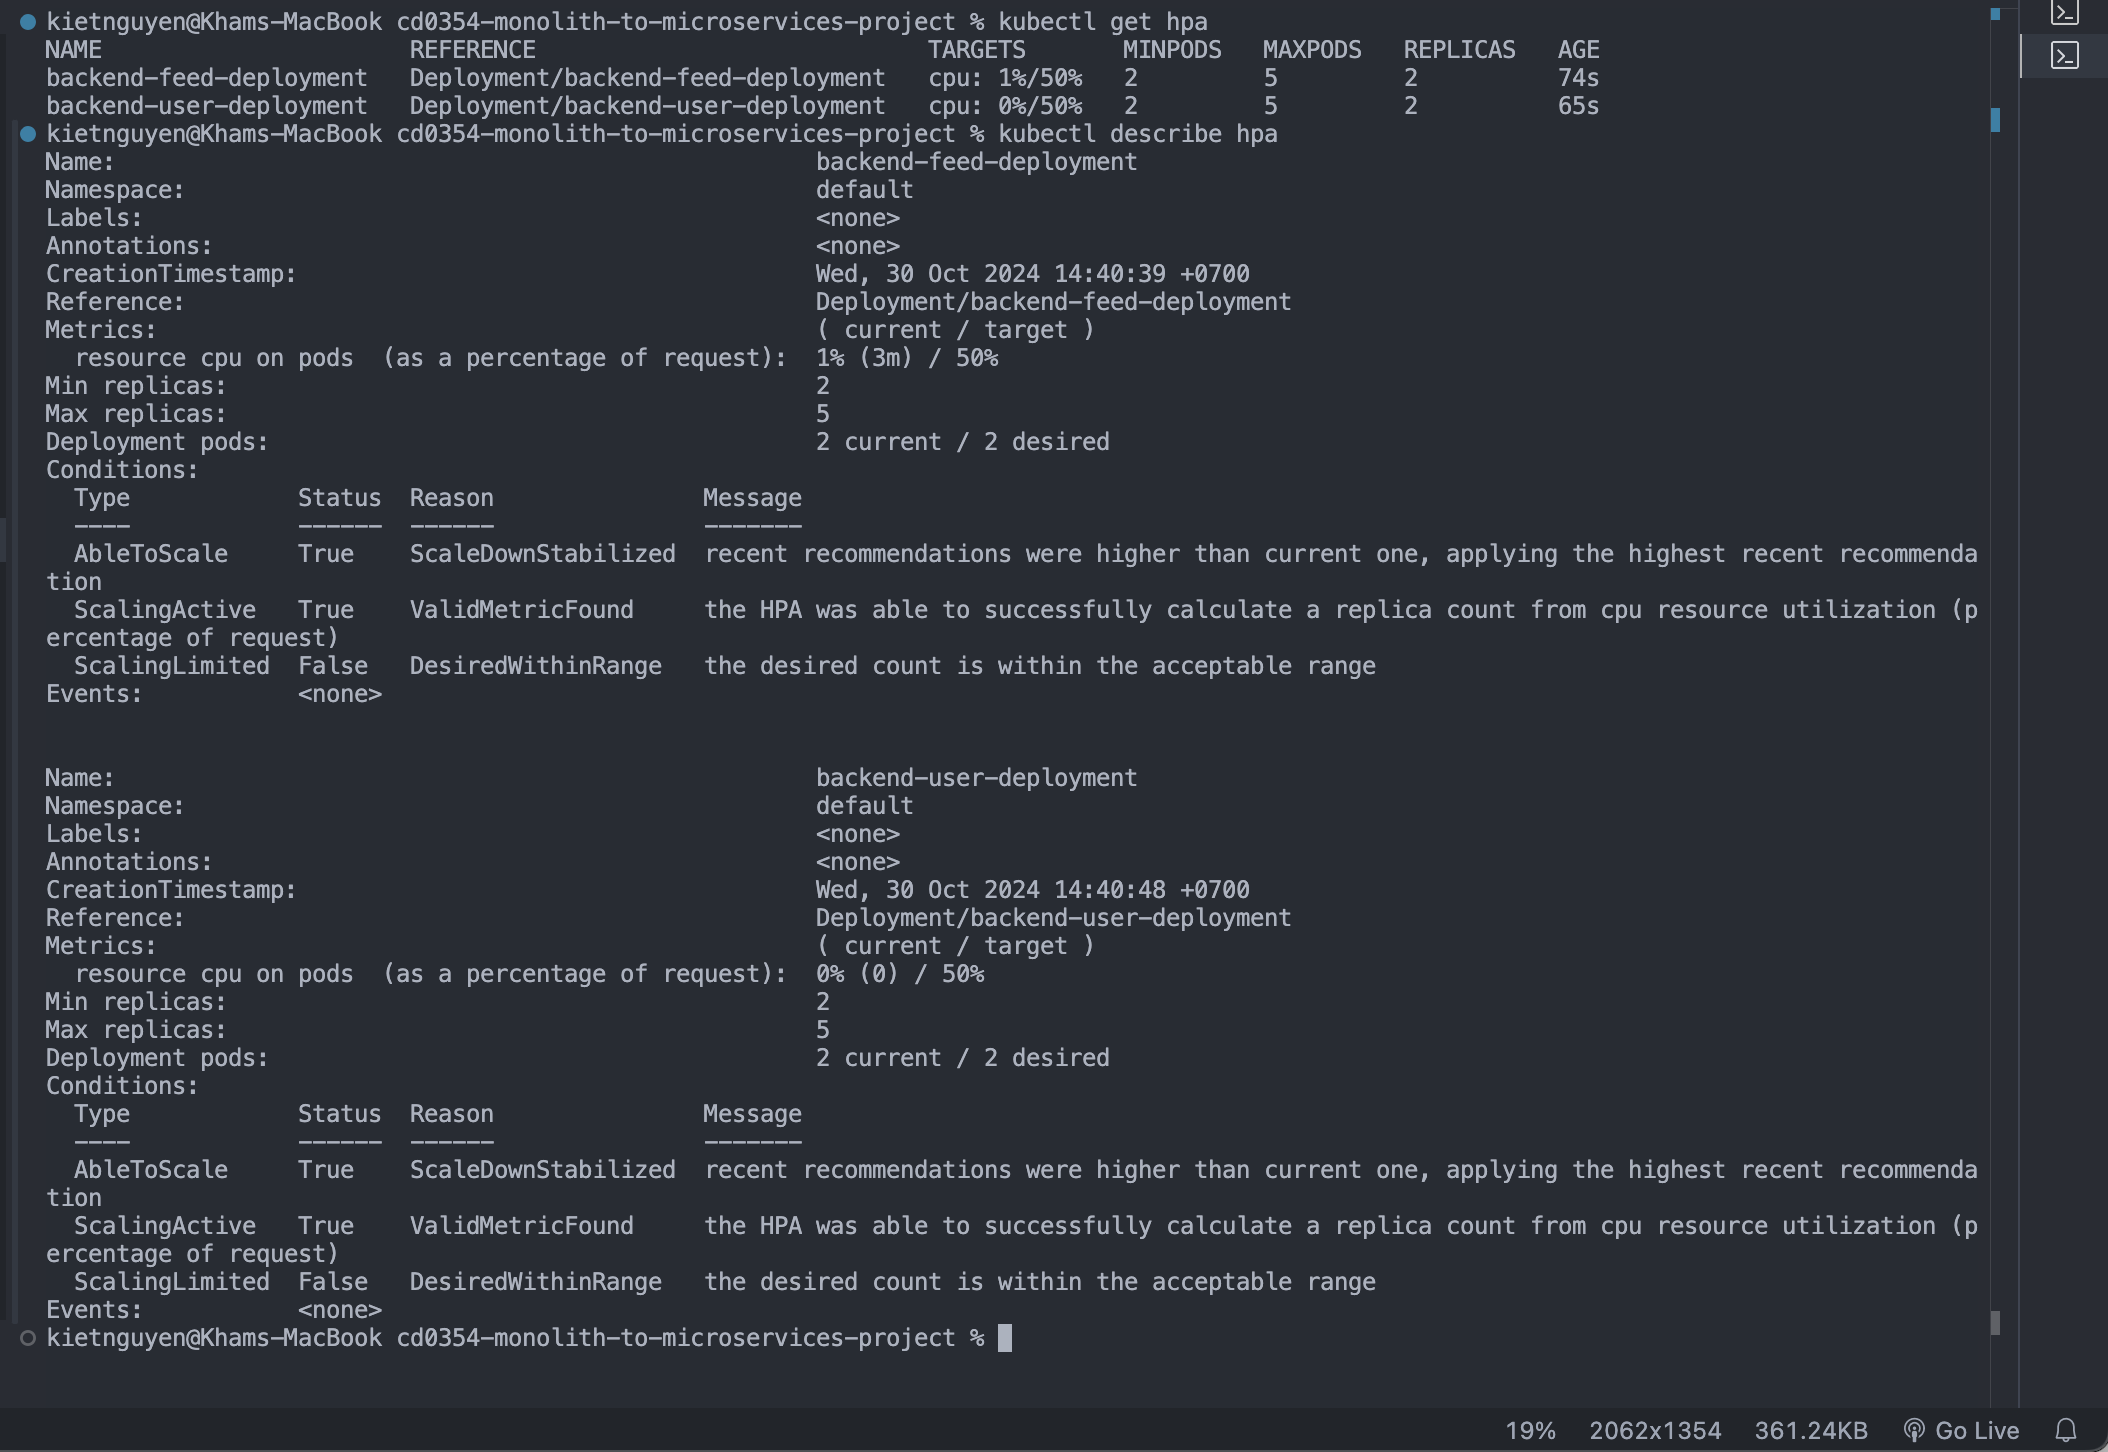 kietnguyen@Khams-MacBook cd0354-monolith-to-microservices-project % kubectl get hpa
NAME                      REFERENCE                            TARGETS       MINPODS   MAXPODS   REPLICAS   AGE
backend-feed-deployment   Deployment/backend-feed-deployment   cpu: 1%/50%   2         5         2          74s
backend-user-deployment   Deployment/backend-user-deployment   cpu: 0%/50%   2         5         2          65s
kietnguyen@Khams-MacBook cd0354-monolith-to-microservices-project % kubectl describe hpa
Name:                                                  backend-feed-deployment
Namespace:                                             default
Labels:                                                <none>
Annotations:                                           <none>
CreationTimestamp:                                     Wed, 30 Oct 2024 14:40:39 +0700
Reference:                                             Deployment/backend-feed-deployment
Metrics:                                               ( current / target )
  resource cpu on pods  (as a percentage of request):  1% (3m) / 50%
Min replicas:                                          2
Max replicas:                                          5
Deployment pods:                                       2 current / 2 desired
Conditions:
  Type            Status  Reason               Message
  ----            ------  ------               -------
  AbleToScale     True    ScaleDownStabilized  recent recommendations were higher than current one, applying the highest recent recommenda
tion
  ScalingActive   True    ValidMetricFound     the HPA was able to successfully calculate a replica count from cpu resource utilization (p
ercentage of request)
  ScalingLimited  False   DesiredWithinRange   the desired count is within the acceptable range
Events:           <none>
Name:                                                  backend-user-deployment
Namespace:                                             default
Labels:                                                <none>
Annotations:                                           <none>
CreationTimestamp:                                     Wed, 30 Oct 2024 14:40:48 +0700
Reference:                                             Deployment/backend-user-deployment
Metrics:                                               ( current / target )
  resource cpu on pods  (as a percentage of request):  0% (0) / 50%
Min replicas:                                          2
Max replicas:                                          5
Deployment pods:                                       2 current / 2 desired
Conditions:
  Type            Status  Reason               Message
  ----            ------  ------               -------
  AbleToScale     True    ScaleDownStabilized  recent recommendations were higher than current one, applying the highest recent recommenda
tion
  ScalingActive   True    ValidMetricFound     the HPA was able to successfully calculate a replica count from cpu resource utilization (p
ercentage of request)
  ScalingLimited  False   DesiredWithinRange   the desired count is within the acceptable range
Events:           <none>
kietnguyen@Khams-MacBook cd0354-monolith-to-microservices-project %
19% 2062x1354 361.24KB Go Live